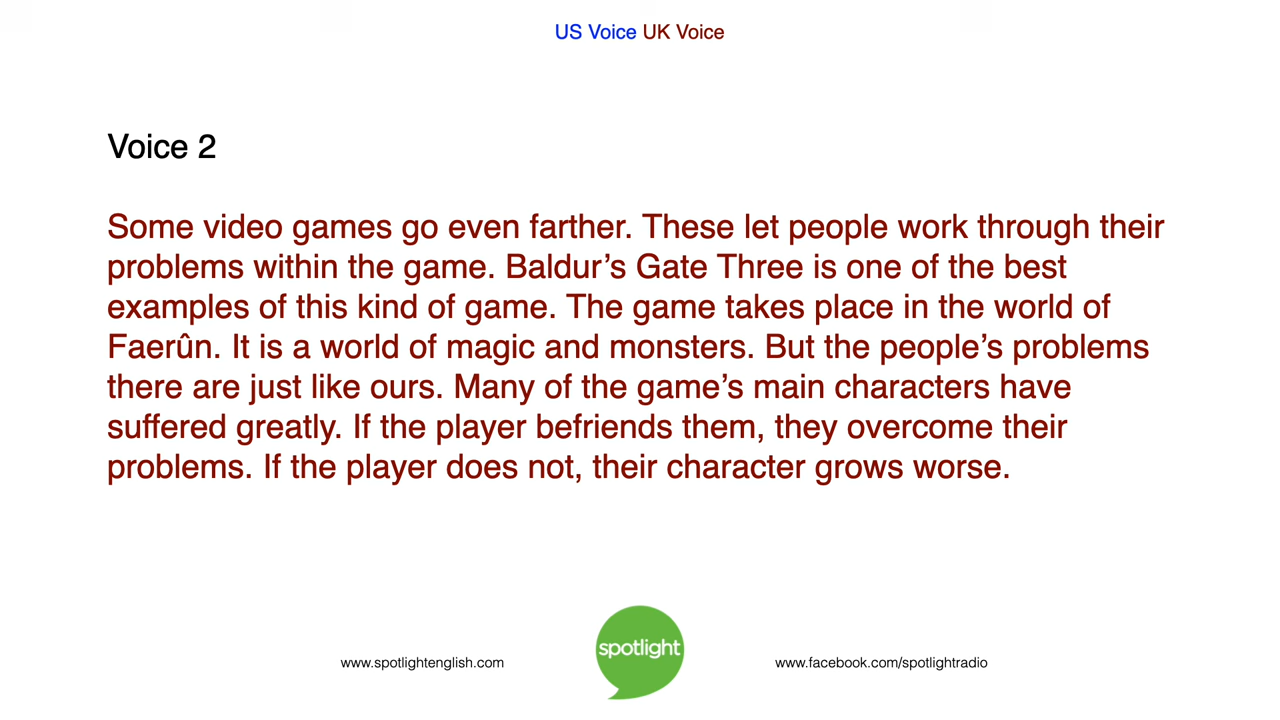 US Voice UK Voice
Voice 2
Some video games go even farther. These let people work through their
problems within the game. Baldur’s Gate Three is one of the best
examples of this kind of game. The game takes place in the world of
Faerûn. It is a world of magic and monsters. But the people’s problems
there are just like ours. Many of the game’s main characters have
suffered greatly. If the player befriends them, they overcome their
problems. If the player does not, their character grows worse.
spotlight
www.spotlightenglish.com
www.facebook.com/spotlightradio